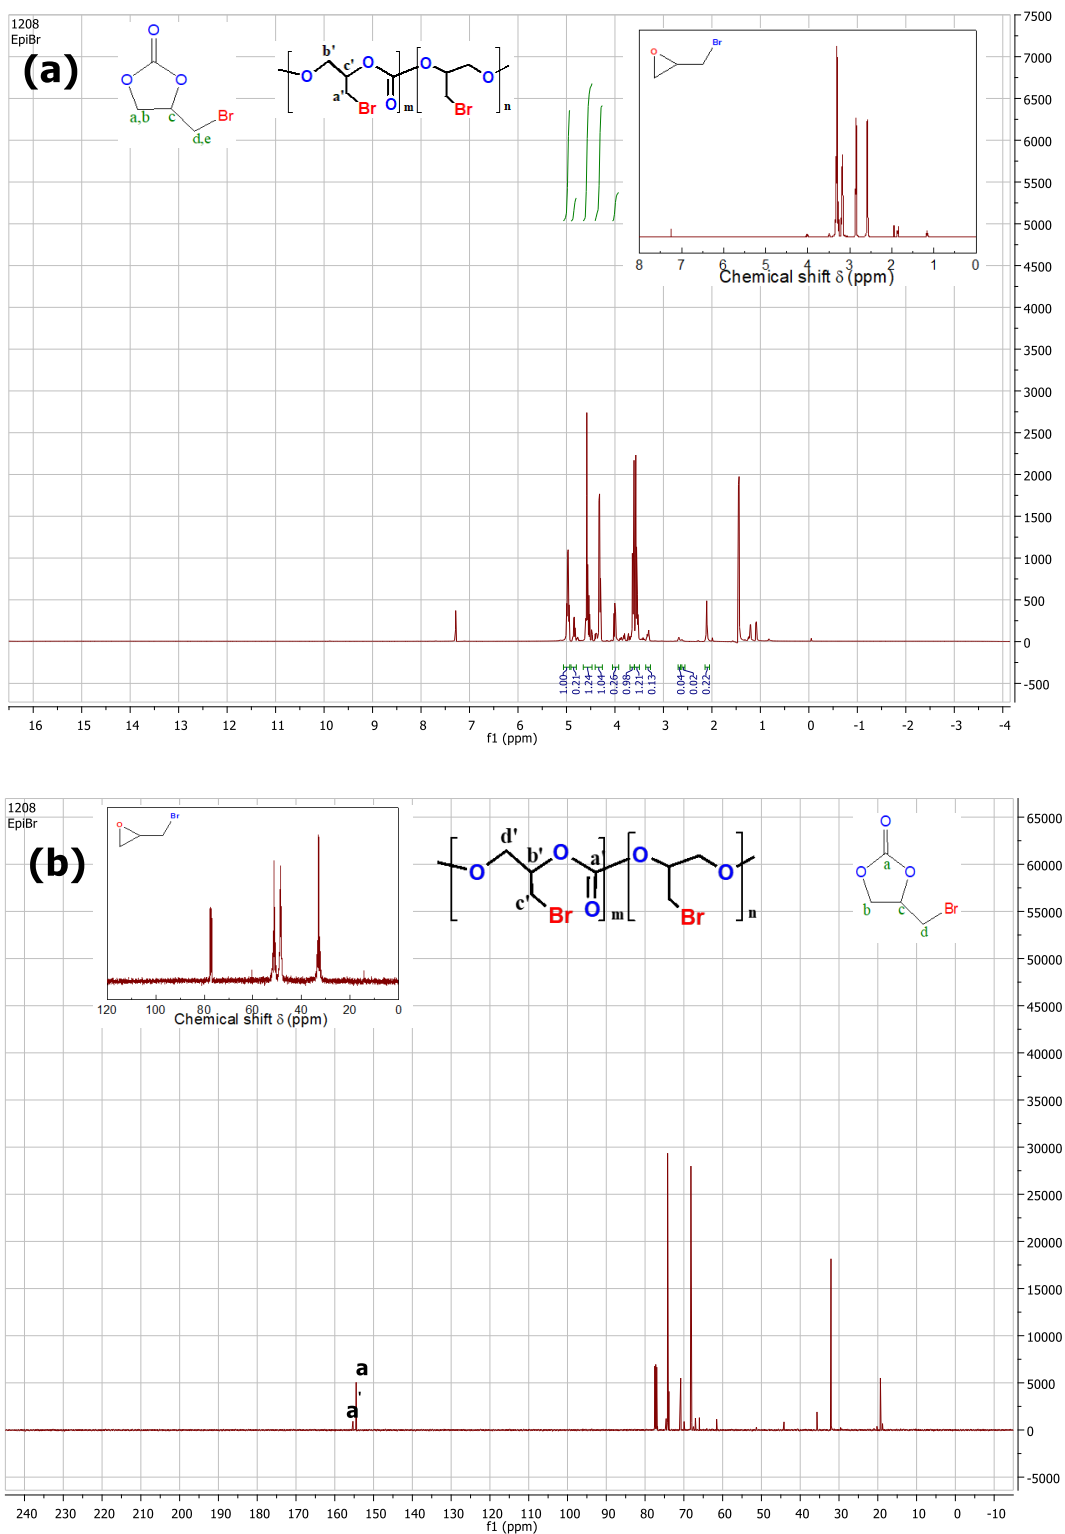 1208
EpiBr
(a)
O
O
O
a,b
c
d,e
Br
O
b'
c'
a'
O
Br
O
m
O
Br
O
n
O
Br
8 7 6 5 4 3 2 1 0
Chemical shift δ (ppm)
7500
7000
6500
6000
5500
5000
4500
4000
3500
3000
2500
2000
1500
1000
500
0
-500
1.00 0.21 1.24 1.04 0.26 0.98 1.21 0.13 0.04 0.02 0.22
16 15 14 13 12 11 10 9 8 7 6 5 4 3 2 1 0 -1 -2 -3 -4
f1 (ppm)
1208
EpiBr
(b)
O
Br
120 100 80 60 40 20 0
Chemical shift δ (ppm)
O
d'
b'
c'
O
Br
a'
O
m
O
Br
O
n
O
a
O
O
b
c
d
Br
65000
60000
55000
50000
45000
40000
35000
30000
25000
20000
15000
10000
5000
0
-5000
a
a'
240 230 220 210 200 190 180 170 160 150 140 130 120 110 100 90 80 70 60 50 40 30 20 10 0 -10
f1 (ppm)